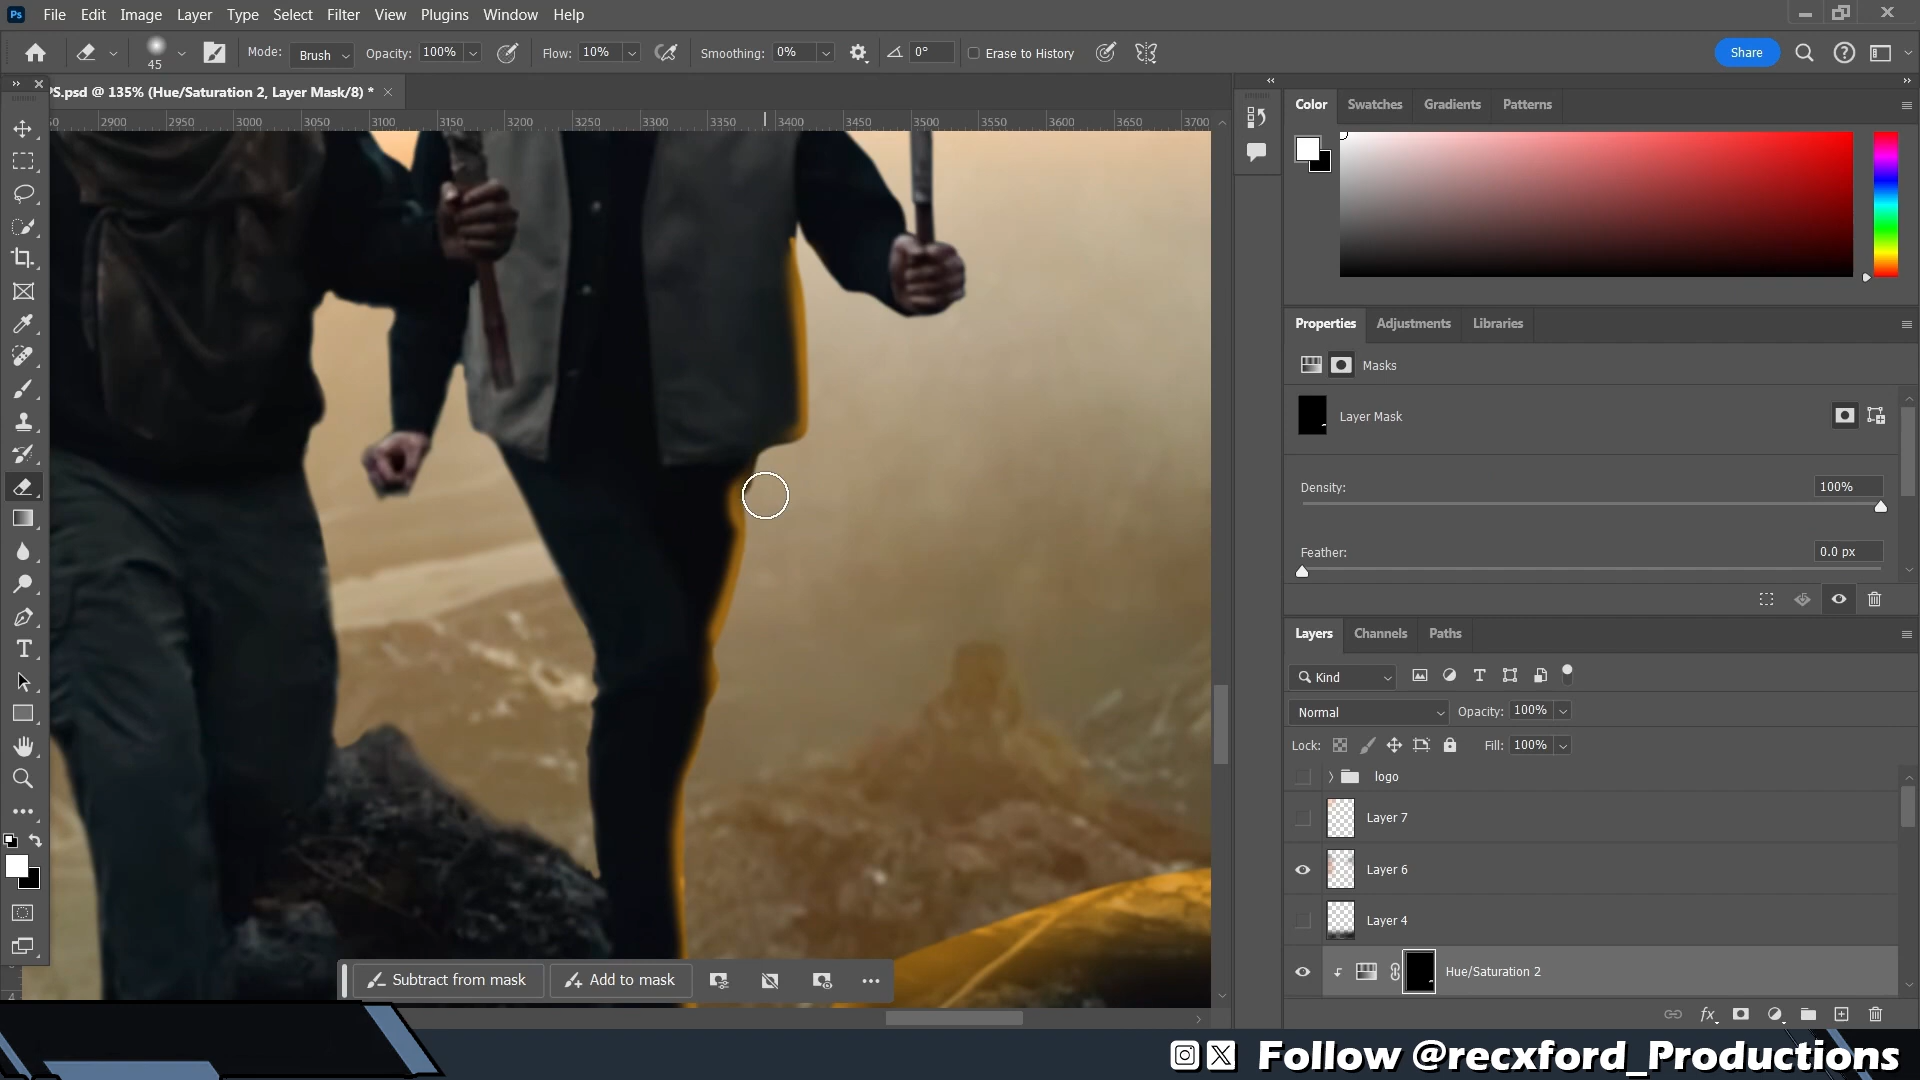 Ps File Edit Image Layer Type Select Filter View Plugins Window Help
45 Mode: Brush Opacity: 100% Flow: 10% Smoothing: 0% 0° Erase to History Share
PS.psd @ 135% (Hue/Saturation 2, Layer Mask/8) *
2900 2950 3000 3050 3100 3150 3200 3250 3300 3350 3400 3450 3500 3550 3600 3650 3700
Color Swatches Gradients Patterns
Properties Adjustments Libraries
Masks
Layer Mask
Density: 100%
Feather: 0.0 px
Layers Channels Paths
Kind
Normal Opacity: 100%
Lock: Fill: 100%
logo
Layer 7
Layer 6
Layer 4
Hue/Saturation 2
Subtract from mask Add to mask
fx
Follow @recxford_Productions